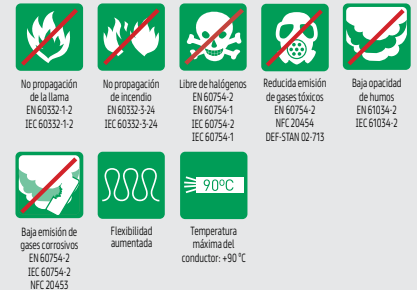 No propagación
de la llama
EN 60332-1-2
IEC 60332-1-2
No propagación
de incendio
EN 60332-3-24
IEC 60332-3-24
Libre de halógenos
EN 60754-2
EN 60754-1
IEC 60754-2
IEC 60754-1
Reducida emisión
de gases tóxicos
EN 60754-2
NFC 20454
DEF-STAN 02-713
Baja opacidad
de humos
EN 61034-2
IEC 61034-2
Baja emisión de
gases corrosivos
EN 60754-2
IEC 60754-2
NFC 20453
Flexibilidad
aumentada
90ºC
Temperatura
máxima del
conductor: +90 ºC